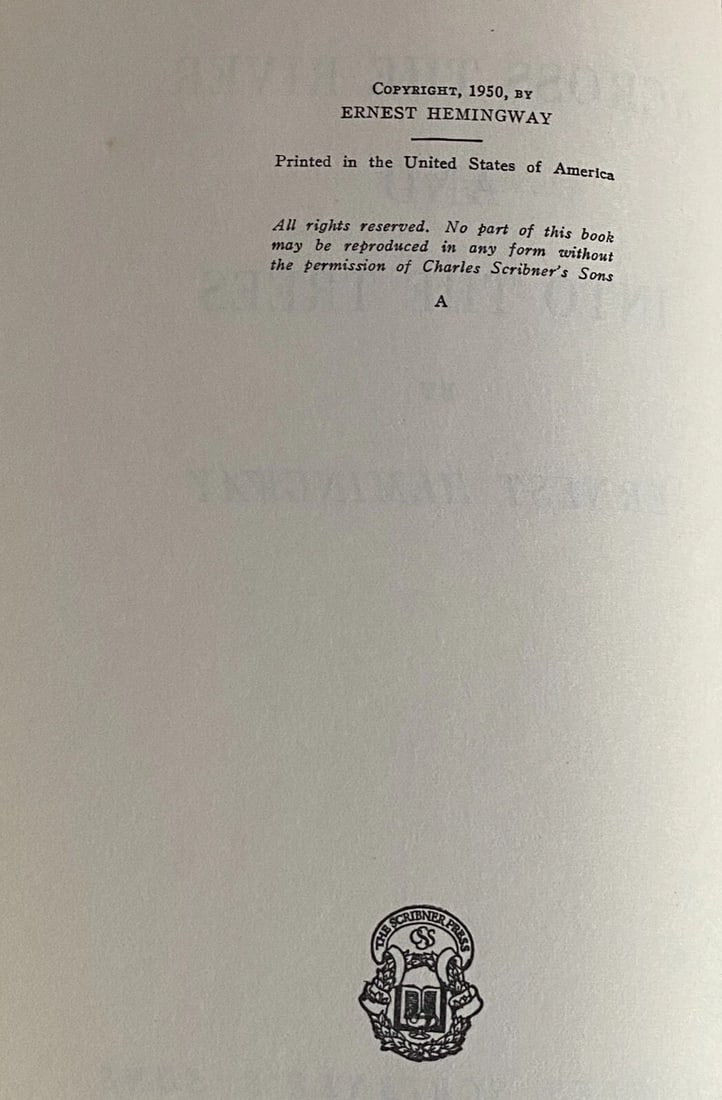 COPYRIGHT, 1950, BY
ERNEST HEMINGWAY
Printed in the United States of America
All rights reserved. No part of this book
may be reproduced in any form without
the permission of Charles Scribner's Sons
A
THE SCRIBNER PRESS
CSS